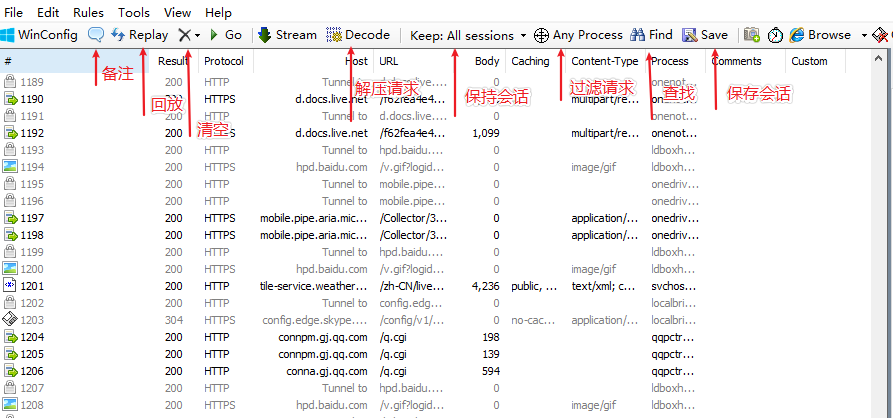 File Edit Rules Tools View Help
WinConfig Replay Go Stream Decode Keep: All sessions Any Process Find Save Browse
备注 回放 清空 解压请求 保持会话 过滤请求 查找 保存会话
# Result Protocol Host URL Body Caching Content-Type Process Comments Custom
1189 200 HTTP d.docs.live.... 0 onenot...
1190 200 HTTPS d.docs.live.net /f62fea4e4... 0 multipart/re... onenot...
1191 200 HTTP Tunnel to d.docs.live.... 0 onenot...
1192 200 HTTPS d.docs.live.net /f62fea4e4... 1,099 multipart/re... onenot...
1193 200 HTTP Tunnel to hpd.baidu.... 0 ldboxh...
1194 200 HTTPS hpd.baidu.com /v.gif?logid... 0 image/gif ldboxh...
1195 200 HTTP Tunnel to mobile.pipe... 0 onedriv...
1196 200 HTTP Tunnel to mobile.pipe... 0 onedriv...
1197 200 HTTPS mobile.pipe.aria.mic... /Collector/3... 0 application/... onedriv...
1198 200 HTTPS mobile.pipe.aria.mic... /Collector/3... 0 application/... onedriv...
1199 200 HTTP Tunnel to hpd.baidu.... 0 ldboxh...
1200 200 HTTPS hpd.baidu.com /v.gif?logid... 0 image/gif ldboxh...
1201 200 HTTP tile-service.weather... /zh-CN/live... 4,236 public, ... text/xml; c... svchos...
1202 200 HTTP Tunnel to config.edg... 0 localbri...
1203 304 HTTPS config.edge.skype.... /config/v1/... 0 no-cac... application/... localbri...
1204 200 HTTP connpm.gj.qq.com /q.cgi 198 qqpctr...
1205 200 HTTP connpm.gj.qq.com /q.cgi 139 qqpctr...
1206 200 HTTP conna.gj.qq.com /q.cgi 594 qqpctr...
1207 200 HTTP Tunnel to hpd.baidu.... 0 ldboxh...
1208 200 HTTPS hpd.baidu.com /v.gif?logid... 0 image/gif ldboxh...